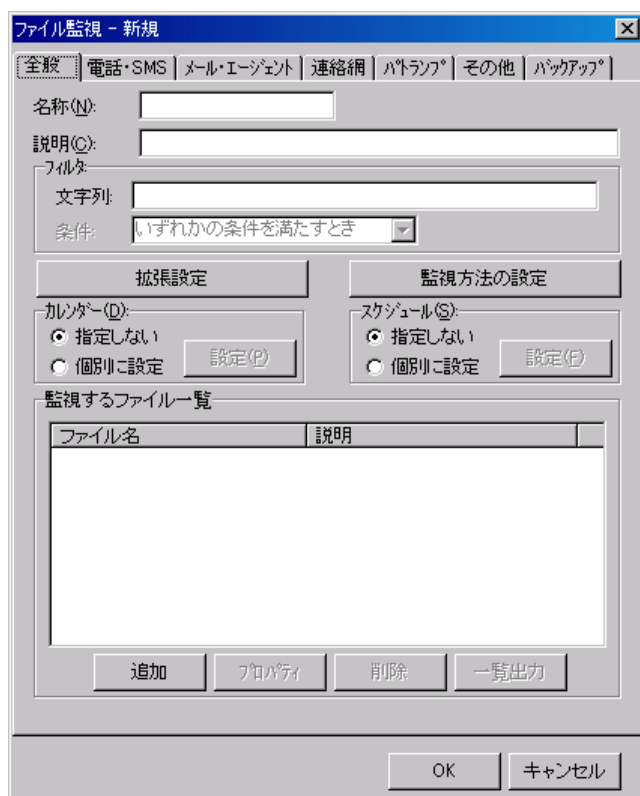 ファイル監視 - 新規
全般 電話・SMS ﾒｰﾙ・ｴｰｼﾞｪﾝﾄ 連絡網 ﾊﾟﾄﾗﾝﾌﾟ その他 ﾊﾞｯｸｱｯﾌﾟ
名称(N):
説明(C):
ﾌｨﾙﾀ:
文字列:
条件: いずれかの条件を満たすとき
拡張設定 監視方法の設定
ｶﾚﾝﾀﾞｰ(D): ｽｹｼﾞｭｰﾙ(S):
指定しない 指定しない
個別に設定 設定(P) 個別に設定 設定(F)
監視するファイル一覧
ファイル名 説明
追加 ﾌﾟﾛﾊﾟﾃｨ 削除 一覧出力
OK キャンセル